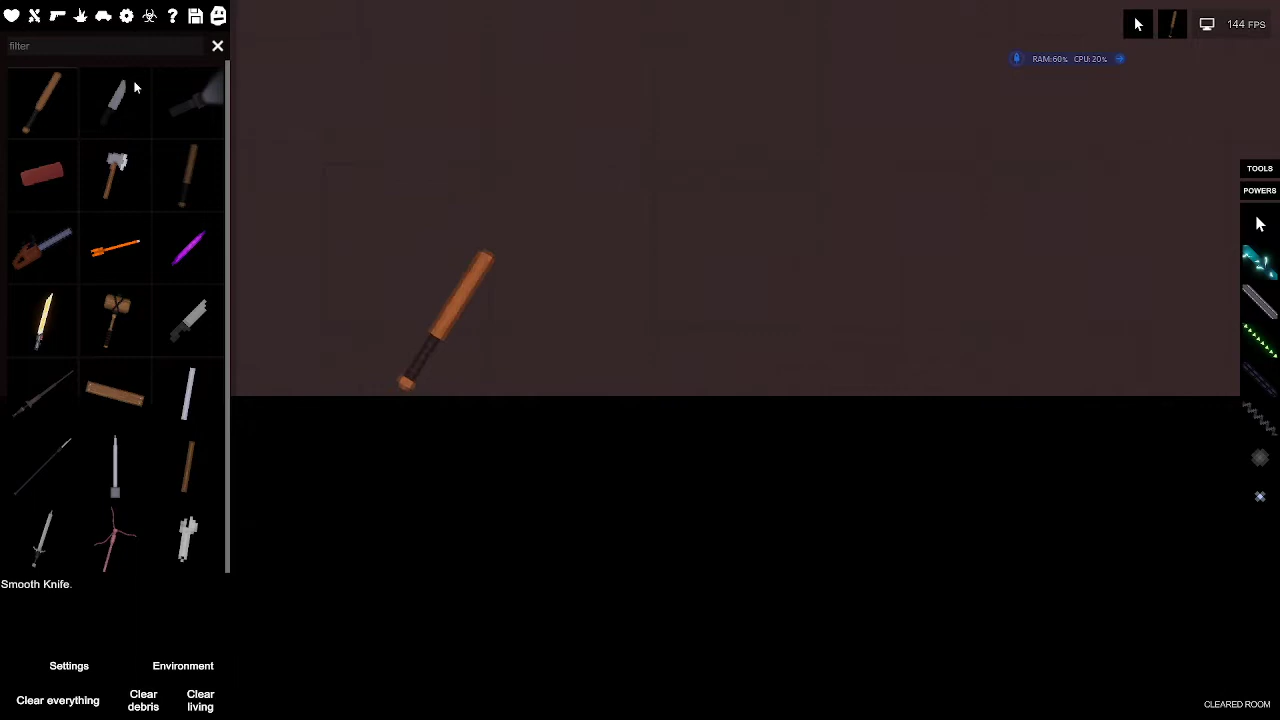 filter
144 FPS
RAM:60% CPU:20%
TOOLS
POWERS
Smooth Knife.
Settings Environment
Clear everything
Clear debris
Clear living
CLEARED ROOM